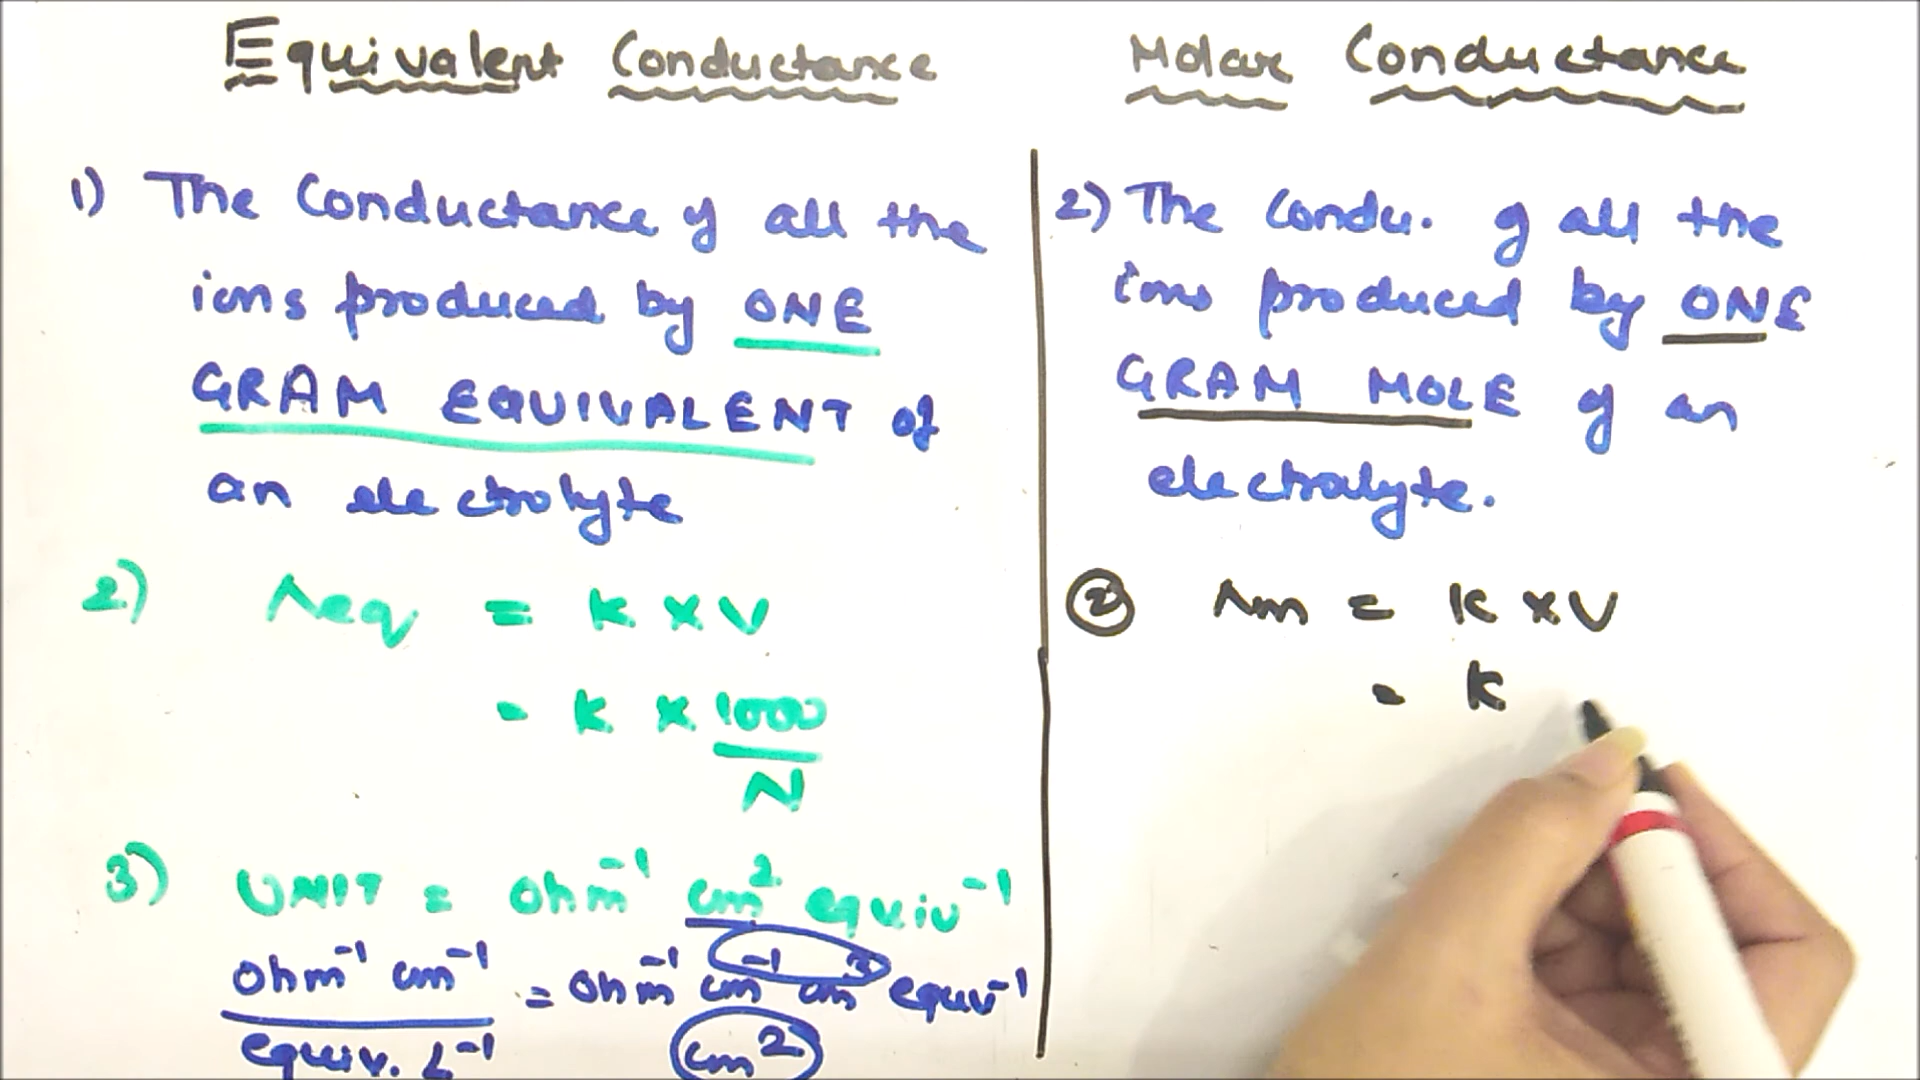 Equivalent Conductance
1) The Conductance of all the
ions produced by ONE
GRAM EQUIVALENT of
an electrolyte
2) Λeq = K × V
= K × 1000
N
3) UNIT = ohm⁻¹ cm² equiv⁻¹
ohm⁻¹ cm⁻¹ = ohm⁻¹ cm⁻¹ cm³ equiv⁻¹
equiv. L⁻¹ cm²
Molar Conductance
2) The Condu. of all the
ions produced by ONE
GRAM MOLE of an
electrolyte.
② Λm = K × V
= K